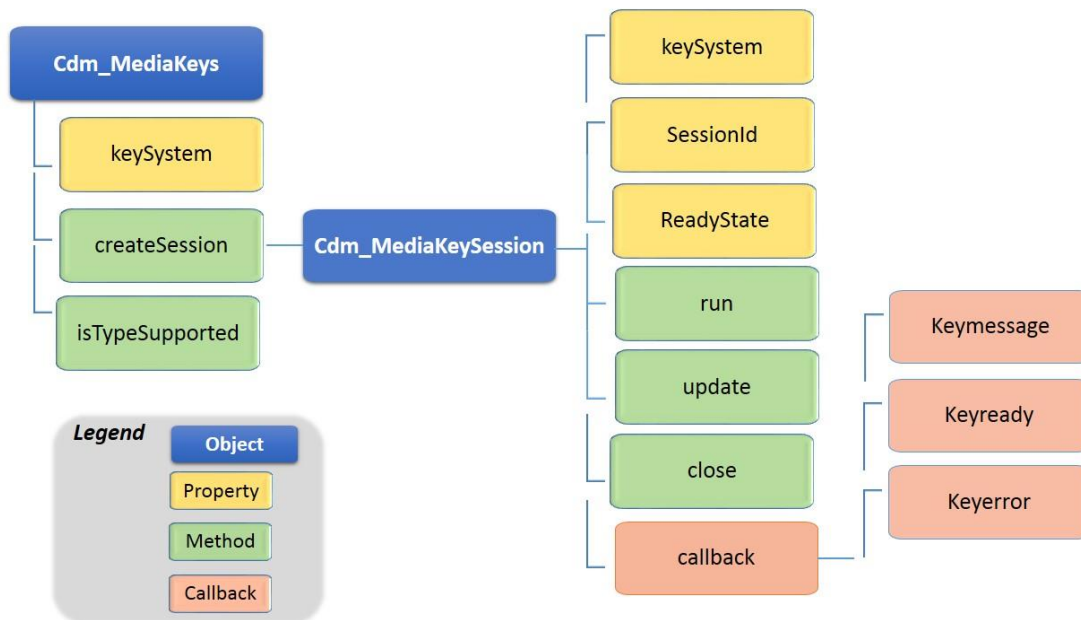 Cdm_MediaKeys
keySystem
createSession
isTypeSupported
Cdm_MediaKeySession
keySystem
SessionId
ReadyState
run
update
close
callback
Keymessage
Keyready
Keyerror
Legend
Object
Property
Method
Callback